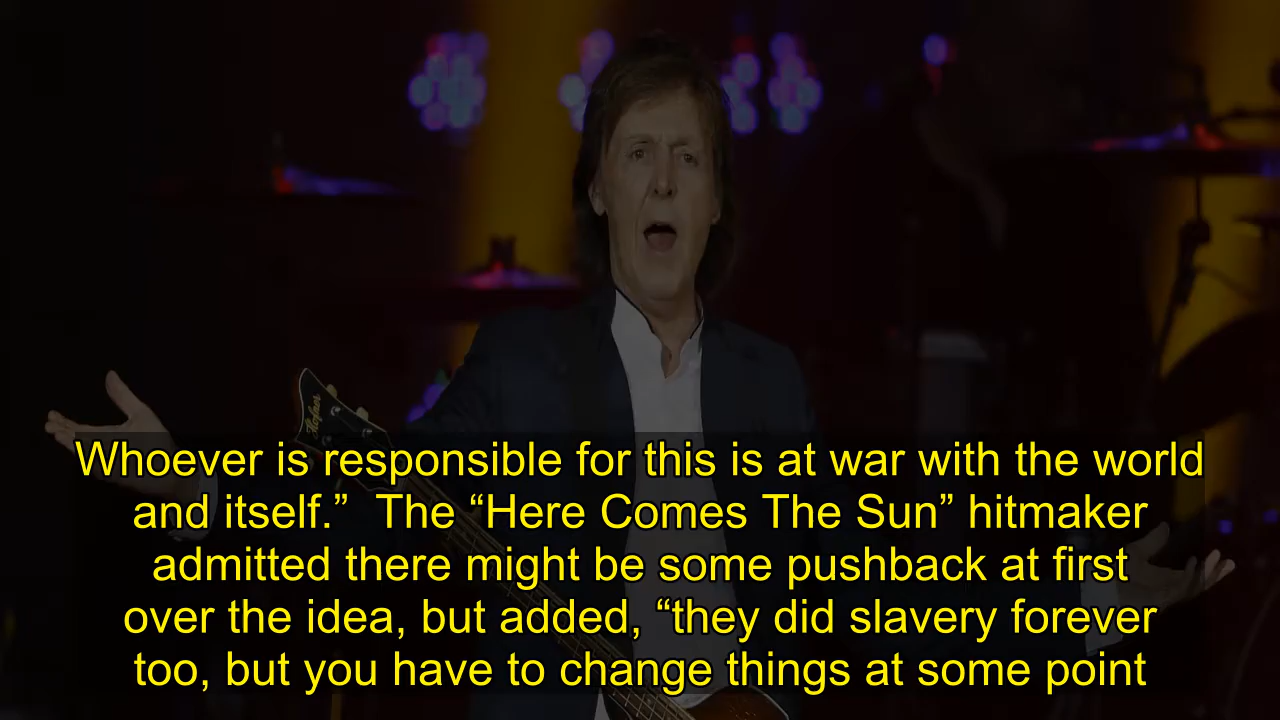 Hofner
Whoever is responsible for this is at war with the world
and itself.”  The “Here Comes The Sun” hitmaker
admitted there might be some pushback at first
over the idea, but added, “they did slavery forever
too, but you have to change things at some point